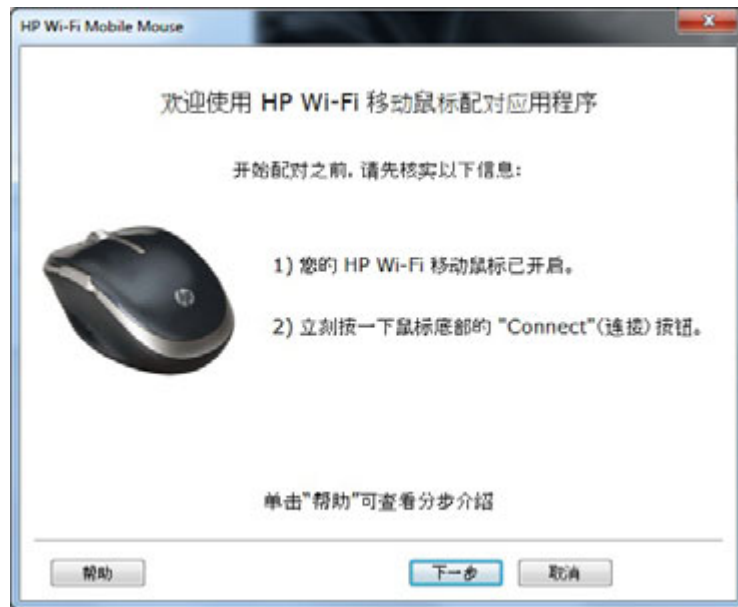 HP Wi-Fi Mobile Mouse
欢迎使用 HP Wi-Fi 移动鼠标配对应用程序
开始配对之前, 请先核实以下信息:
1) 您的 HP Wi-Fi 移动鼠标已开启。
2) 立刻按一下鼠标底部的 "Connect"(连接) 按钮。
hp
单击"帮助"可查看分步介绍
帮助
下一步
取消